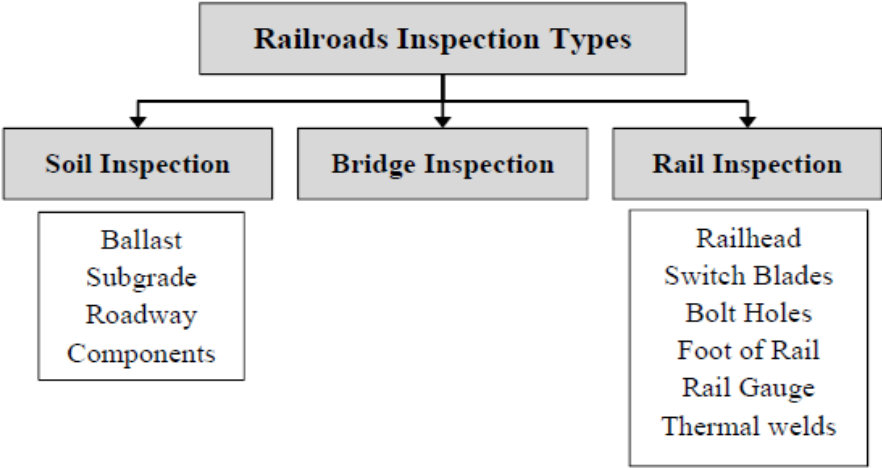 Railroads Inspection Types
Soil Inspection
Bridge Inspection
Rail Inspection
Ballast
Subgrade
Roadway
Components
Railhead
Switch Blades
Bolt Holes
Foot of Rail
Rail Gauge
Thermal welds